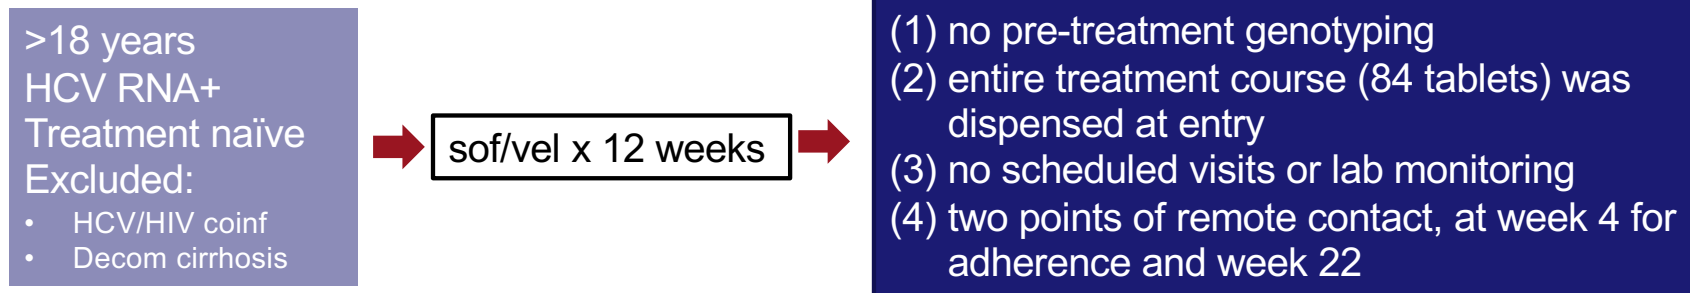 >18 years
HCV RNA+
Treatment naïve
Excluded:
• HCV/HIV coinf
• Decom cirrhosis
sof/vel x 12 weeks
(1) no pre-treatment genotyping
(2) entire treatment course (84 tablets) was
dispensed at entry
(3) no scheduled visits or lab monitoring
(4) two points of remote contact, at week 4 for
adherence and week 22